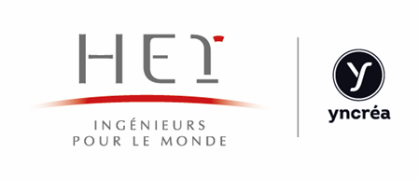 HEI
INGÉNIEURS
POUR LE MONDE
y
yncréa